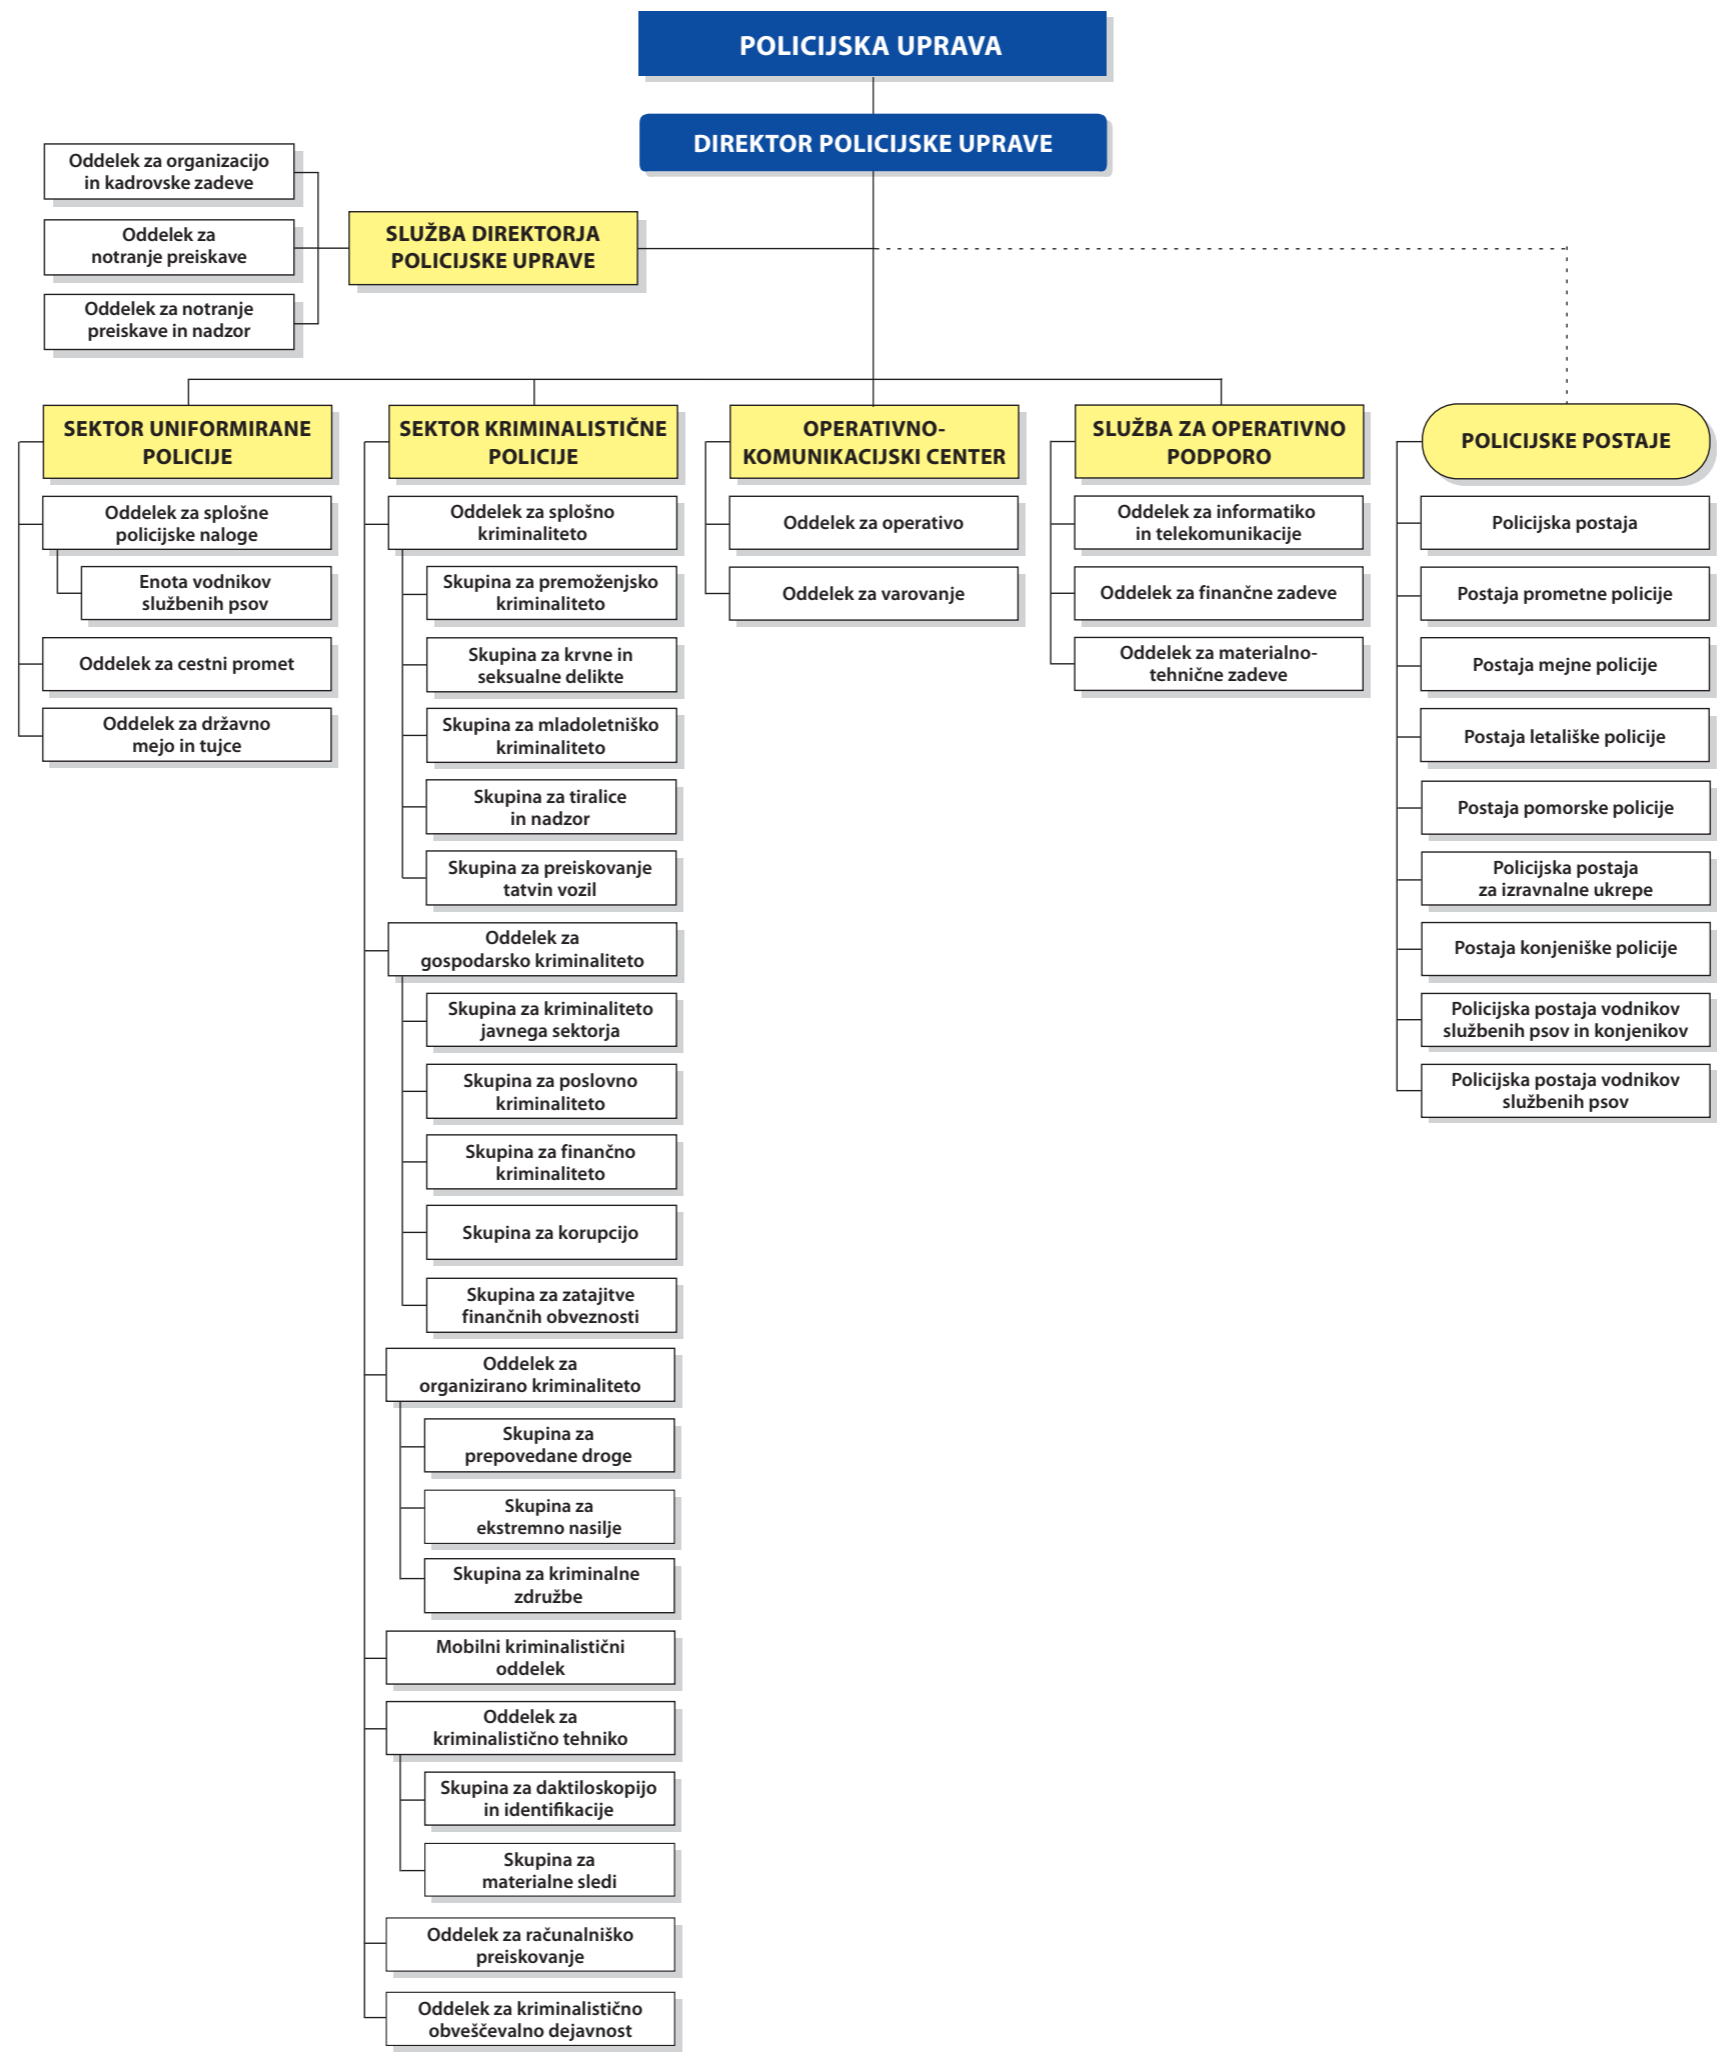 POLICIJSKA UPRAVA
DIREKTOR POLICIJSKE UPRAVE
Oddelek za organizacijo
in kadrovske zadeve
Oddelek za
notranje preiskave
Oddelek za notranje
preiskave in nadzor
SLUŽBA DIREKTORJA
POLICIJSKE UPRAVE
SEKTOR UNIFORMIRANE
POLICIJE
Oddelek za splošne
policijske naloge
Enota vodnikov
službenih psov
Oddelek za cestni promet
Oddelek za državno
mejo in tujce
SEKTOR KRIMINALISTIČNE
POLICIJE
Oddelek za splošno
kriminaliteto
Skupina za premoženjsko
kriminaliteto
Skupina za krvne in
seksualne delikte
Skupina za mladoletniško
kriminaliteto
Skupina za tiralice
in nadzor
Skupina za preiskovanje
tatvin vozil
Oddelek za
gospodarsko kriminaliteto
Skupina za kriminaliteto
javnega sektorja
Skupina za poslovno
kriminaliteto
Skupina za finančno
kriminaliteto
Skupina za korupcijo
Skupina za zatajitve
finančnih obveznosti
Oddelek za
organizirano kriminaliteto
Skupina za
prepovedane droge
Skupina za
ekstremno nasilje
Skupina za kriminalne
združbe
Mobilni kriminalistični
oddelek
Oddelek za
kriminalistično tehniko
Skupina za daktiloskopijo
in identifikacije
Skupina za
materialne sledi
Oddelek za računalniško
preiskovanje
Oddelek za kriminalistično
obveščevalno dejavnost
OPERATIVNO-
KOMUNIKACIJSKI CENTER
Oddelek za operativo
Oddelek za varovanje
SLUŽBA ZA OPERATIVNO
PODPORO
Oddelek za informatiko
in telekomunikacije
Oddelek za finančne zadeve
Oddelek za materialno-
tehnične zadeve
POLICIJSKE POSTAJE
Policijska postaja
Postaja prometne policije
Postaja mejne policije
Postaja letališke policije
Postaja pomorske policije
Policijska postaja
za izravnalne ukrepe
Postaja konjeniške policije
Policijska postaja vodnikov
službenih psov in konjenikov
Policijska postaja vodnikov
službenih psov